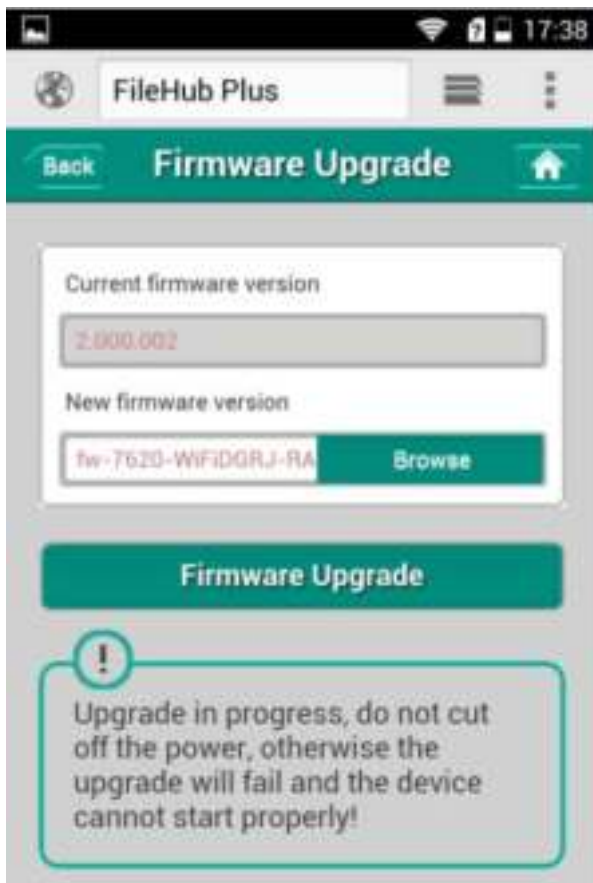 17:38
FileHub Plus
Back
Firmware Upgrade
Current firmware version
2.000.002
New firmware version
fw-7620-WiFiDGRJ-RA
Browse
Firmware Upgrade
!
Upgrade in progress, do not cut
off the power, otherwise the
upgrade will fail and the device
cannot start properly!